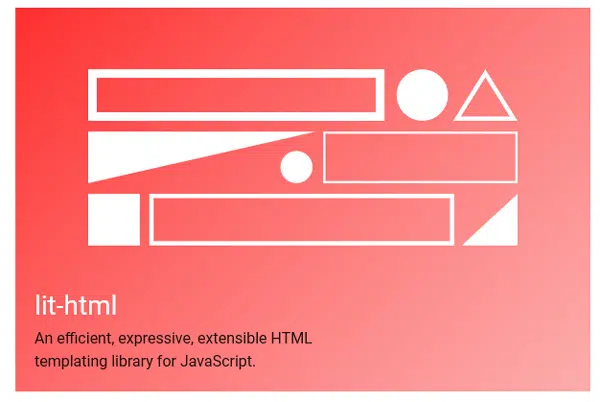 lit-html
An efficient, expressive, extensible HTML
templating library for JavaScript.